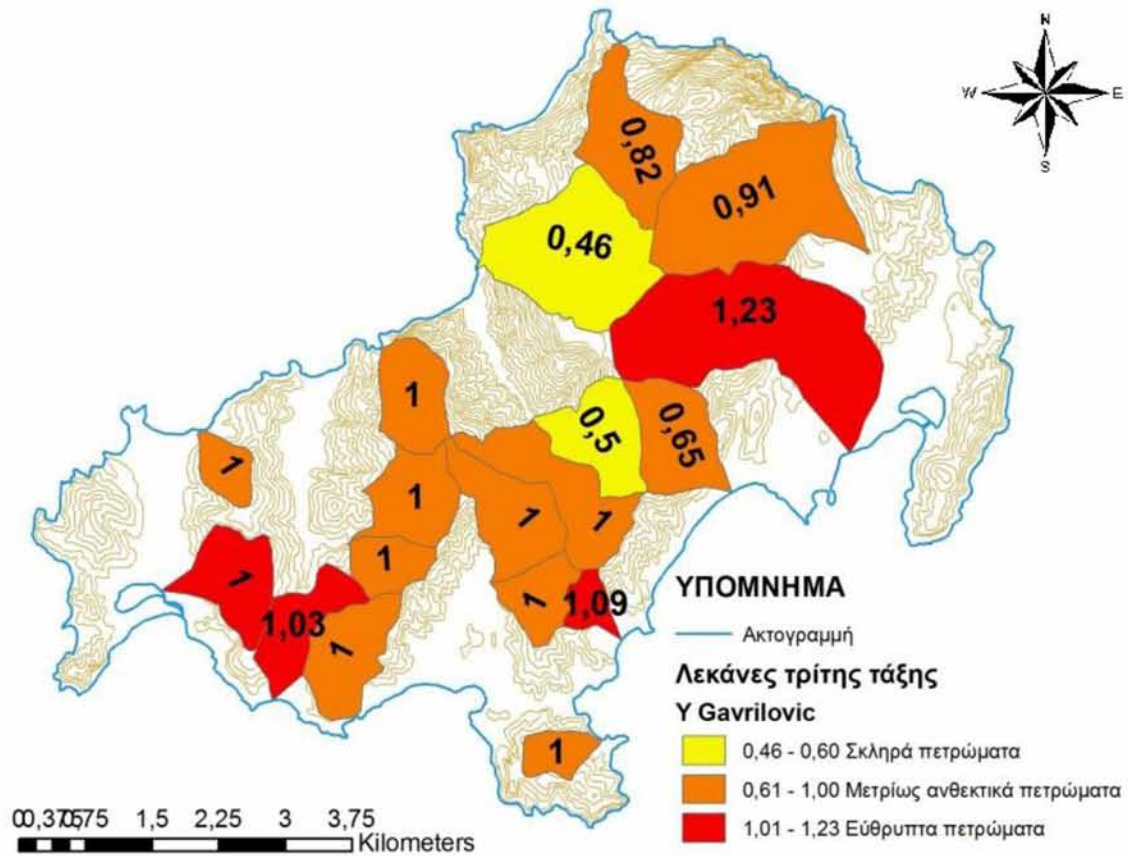 N
W E
S
0,82
0,91
0,46
1,23
1
0,5
0,65
1
1
1
1
1
1
1
1,09
1,03
1
1
ΥΠΟΜΝΗΜΑ
Ακτογραμμή
Λεκάνες τρίτης τάξης
Y Gavrilovic
0,46 - 0,60 Σκληρά πετρώματα
0,61 - 1,00 Μετρίως ανθεκτικά πετρώματα
1,01 - 1,23 Εύθρυπτα πετρώματα
1
1,5 2,25 3 3,75
Kilometers